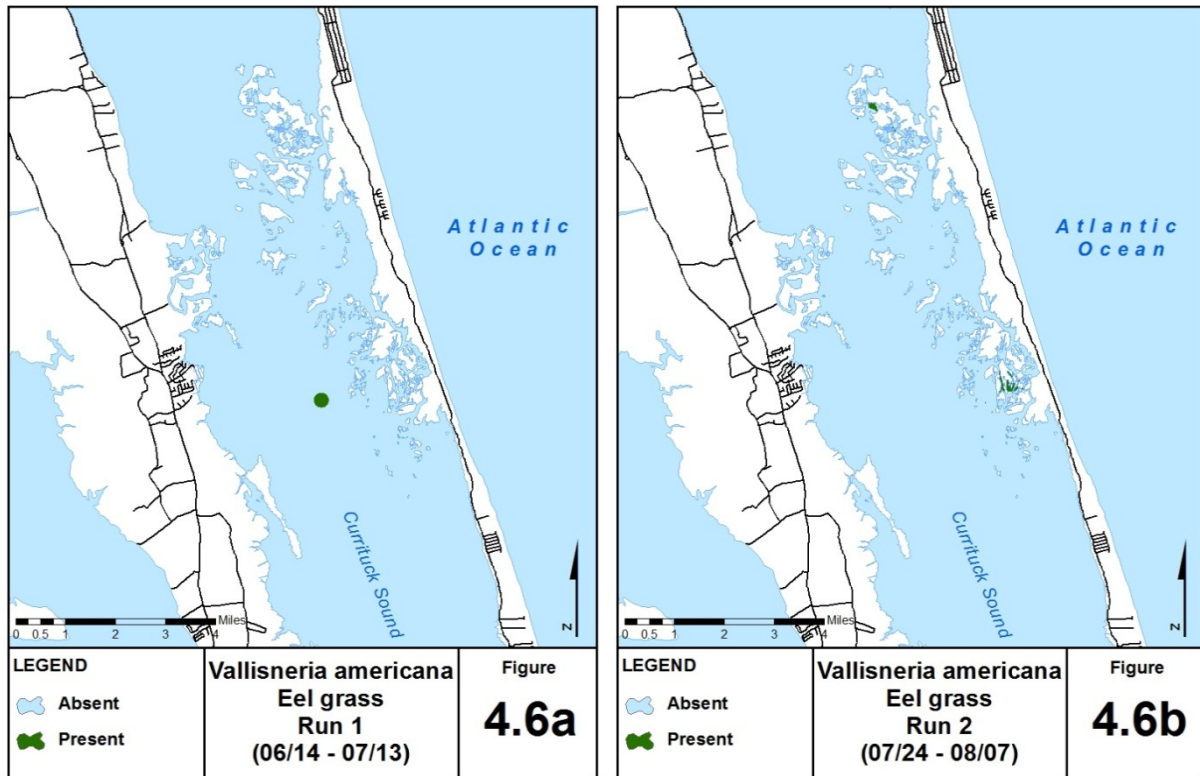 Atlantic
Ocean
Currituck Sound
Miles
0 0.5 1 2 3 4
N
LEGEND
Absent
Present
Vallisneria americana
Eel grass
Run 1
(06/14 - 07/13)
Figure
4.6a
Atlantic
Ocean
Currituck Sound
Miles
0 0.5 1 2 3 4
N
LEGEND
Absent
Present
Vallisneria americana
Eel grass
Run 2
(07/24 - 08/07)
Figure
4.6b